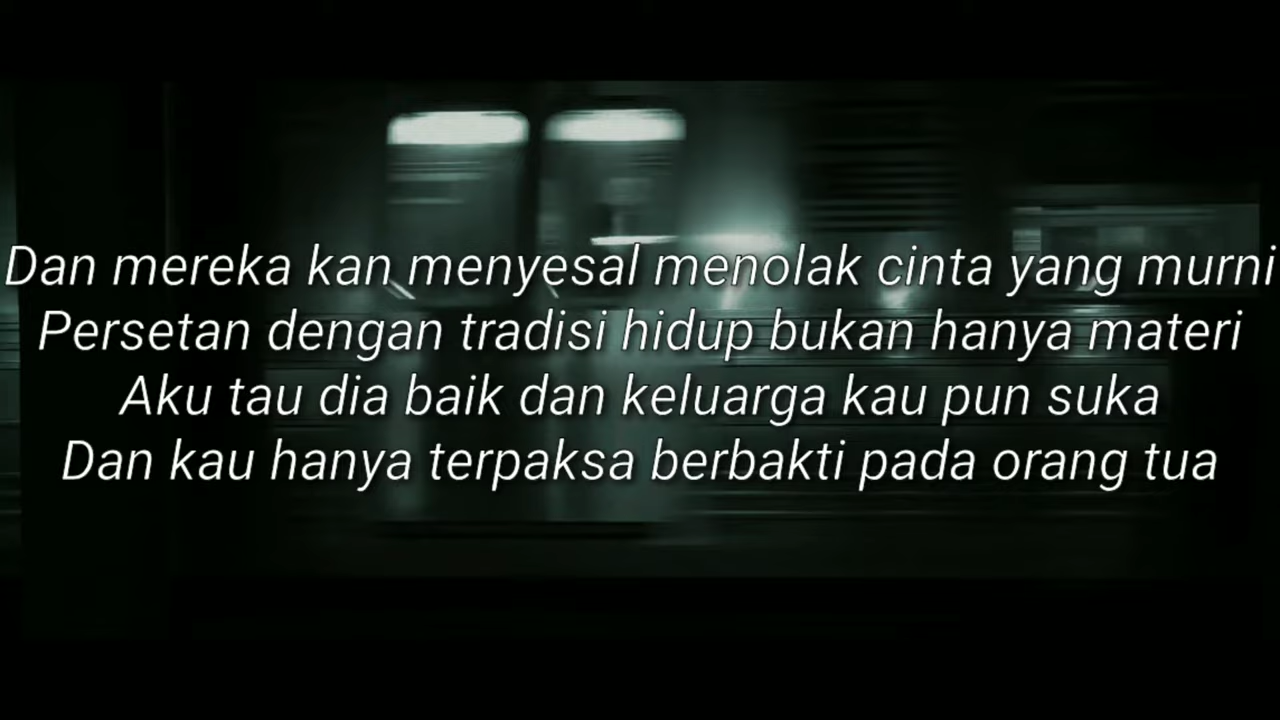 Dan mereka kan menyesal menolak cinta yang murni
Persetan dengan tradisi hidup bukan hanya materi
Aku tau dia baik dan keluarga kau pun suka
Dan kau hanya terpaksa berbakti pada orang tua